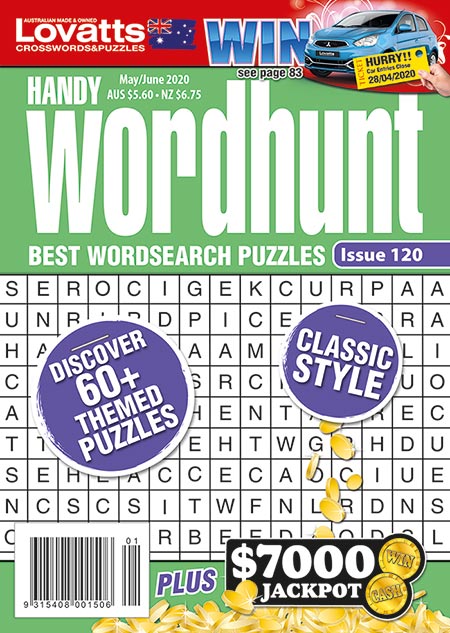 AUSTRALIAN MADE & OWNED
Lovatts
CROSSWORDS&PUZZLES
WIN
see page 83
HURRY!!
Car Entries Close
28/04/2020
TICKET
May/June 2020
AUS $5.60 • NZ $6.75
HANDY
Wordhunt
BEST WORDSEARCH PUZZLES
Issue 120
S E R O C I G E K C U R P A A
U N R D P I C E R A
H A A M L I
C S R C U O
A H E N T R E C
T T E H T W G H D U
S E H E A C C E C A O C I U E
N S C S I T W F N L R D N S
C R B E E D O D S L
DISCOVER
60+
THEMED
PUZZLES
CLASSIC
STYLE
01
9 315408 001506
PLUS
$7000
JACKPOT
WIN
CASH